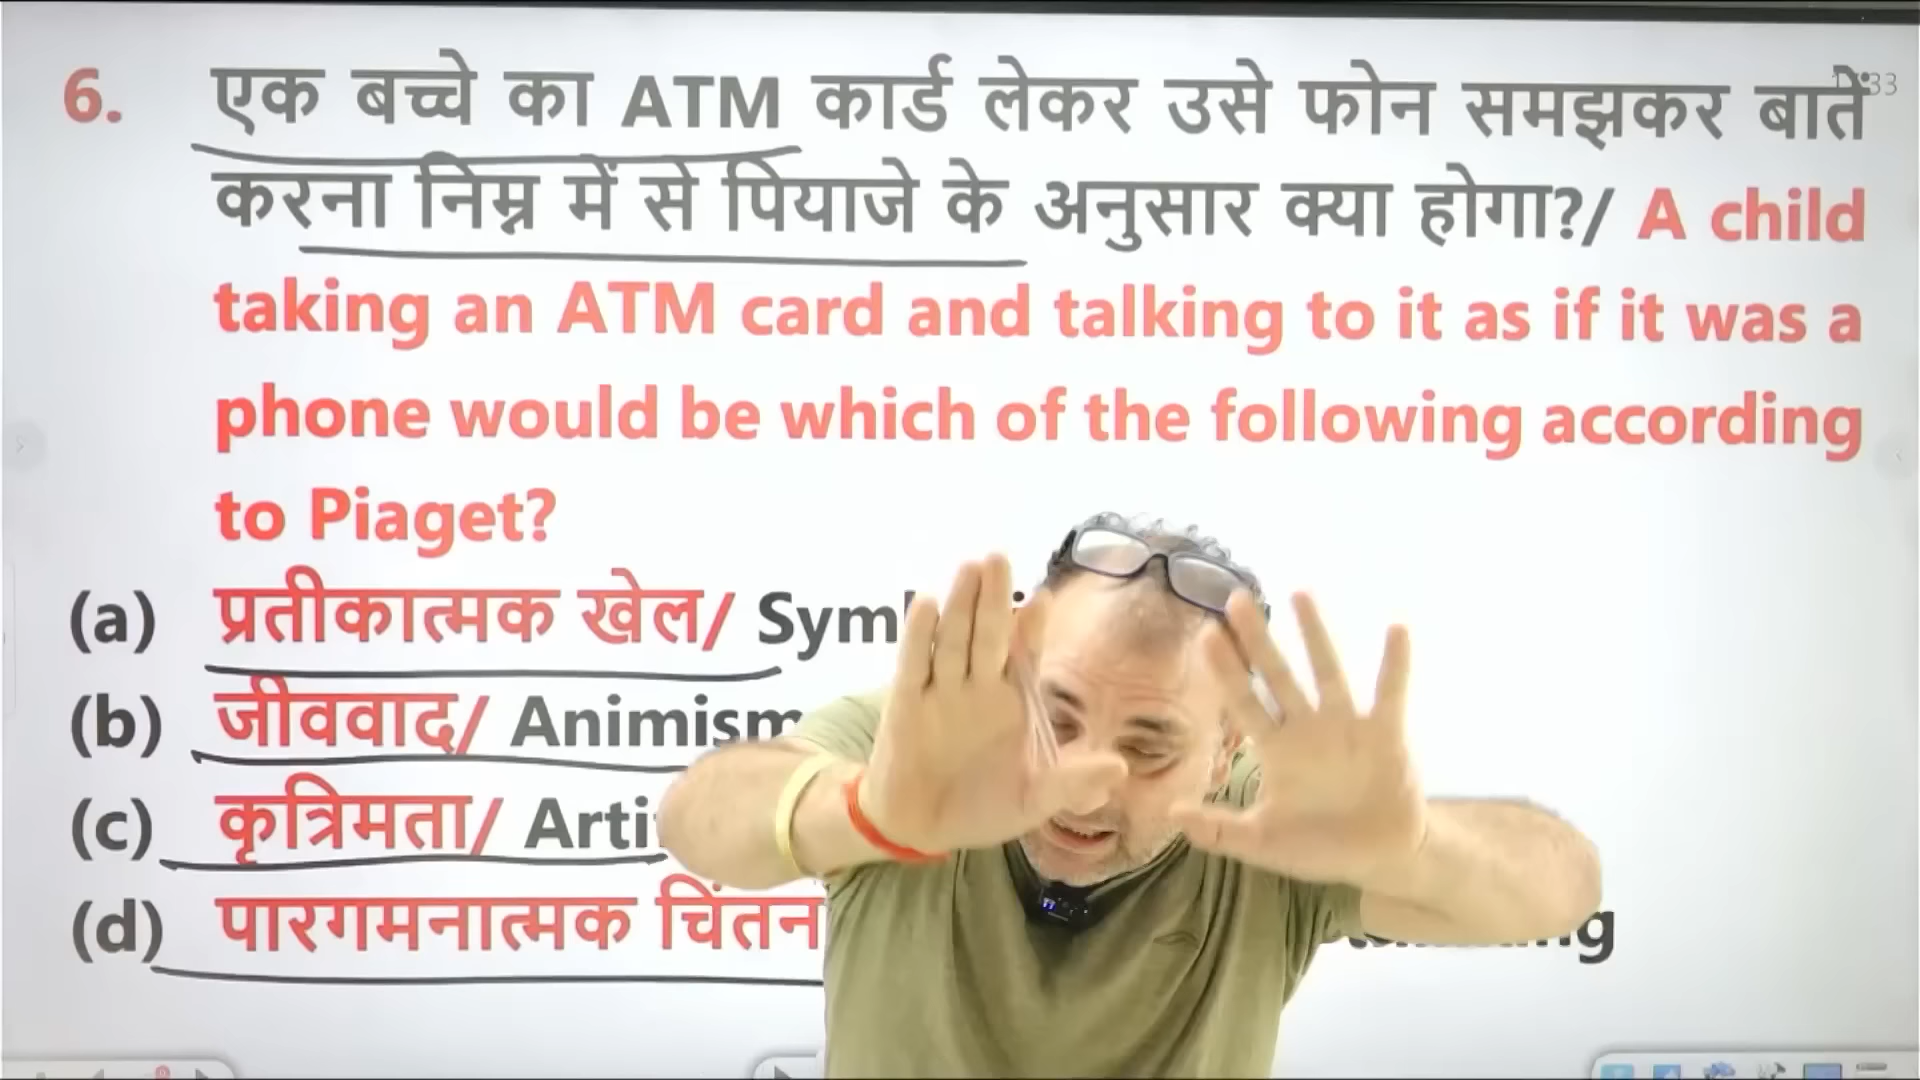 6. एक बच्चे का ATM कार्ड लेकर उसे फोन समझकर बातें
करना निम्न में से पियाजे के अनुसार क्या होगा?/ A child
taking an ATM card and talking to it as if it was a
phone would be which of the following according
to Piaget?
(a) प्रतीकात्मक खेल/
(b) जीववाद/ Animism
(c) कृत्रिमता/
(d) पारगमनात्मक चिंतन